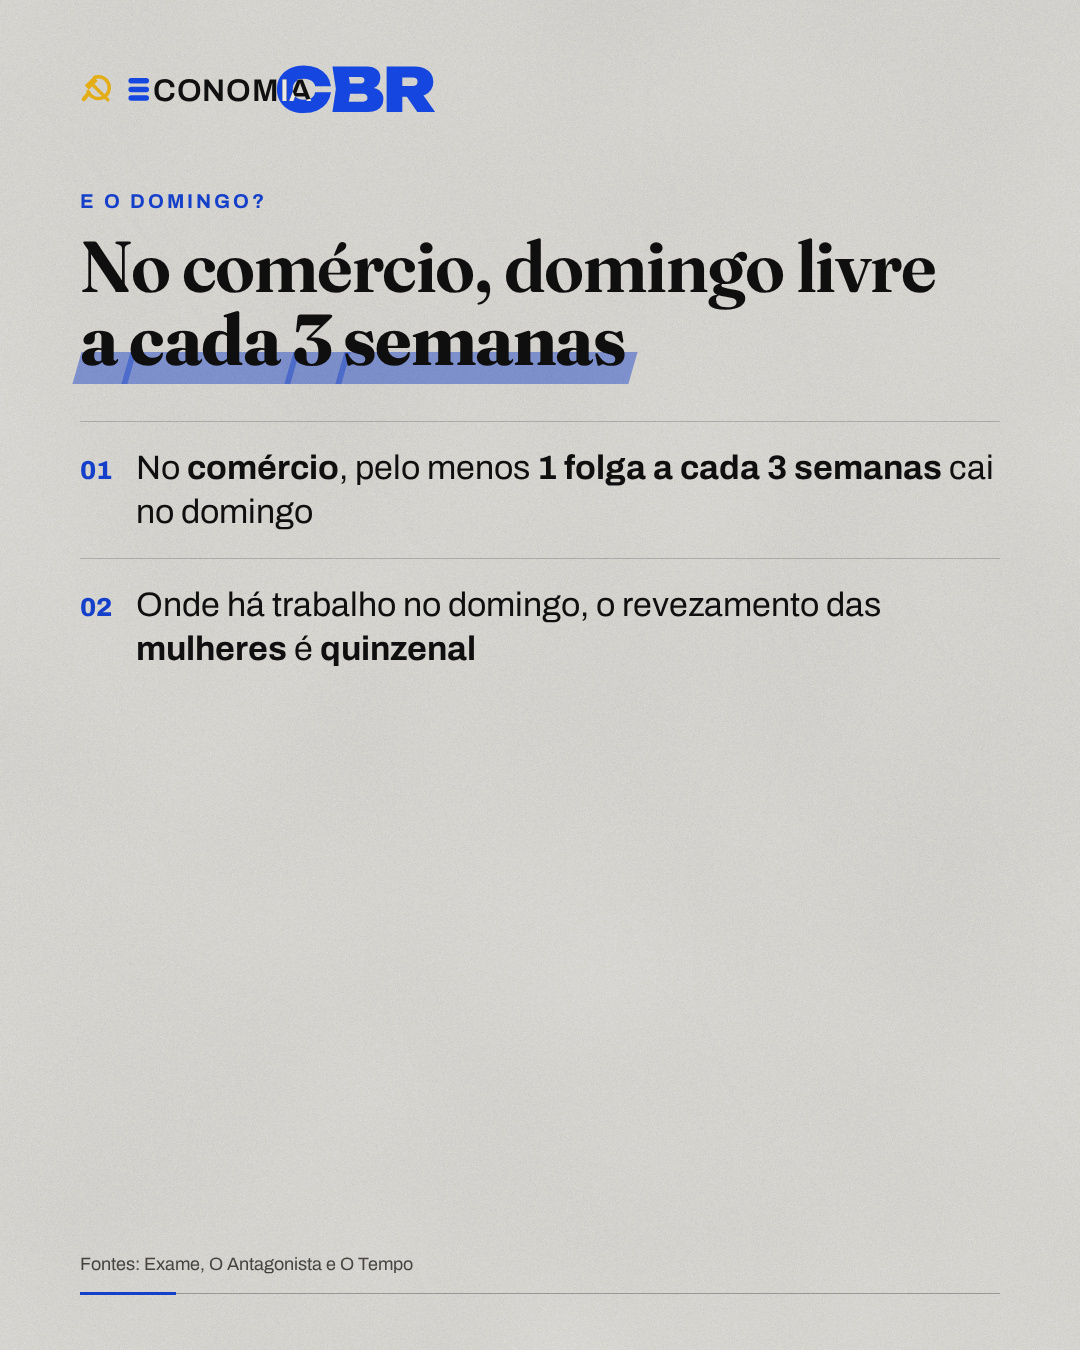 ECONOMIA CBR
E O DOMINGO?
No comércio, domingo livre
a cada 3 semanas
01 No comércio, pelo menos 1 folga a cada 3 semanas cai
no domingo
02 Onde há trabalho no domingo, o revezamento das
mulheres é quinzenal
Fontes: Exame, O Antagonista e O Tempo